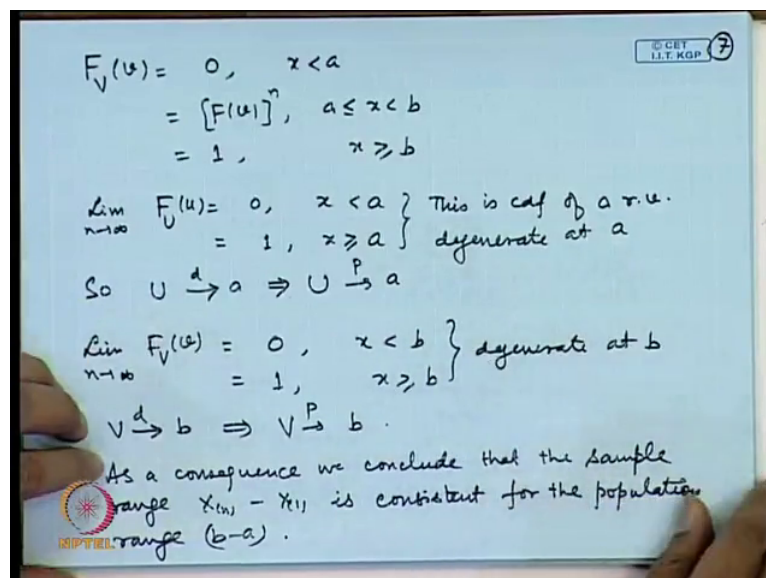 © CET
I.I.T. KGP
7
F_V(v) = 0, x < a
= [F(v)]^n, a ≤ x < b
= 1, x ≥ b
Lim n→∞ F_U(u) = 0, x < a } This is cdf of a r.v.
= 1, x ≥ a } degenerate at a
So U →^d a ⇒ U →^P a
Lim n→∞ F_V(v) = 0, x < b } degenerate at b
= 1, x ≥ b
V →^d b ⇒ V →^P b.
As a consequence we conclude that the sample
range X_(n) - X_(1) is consistent for the population
range (b-a).
NPTEL